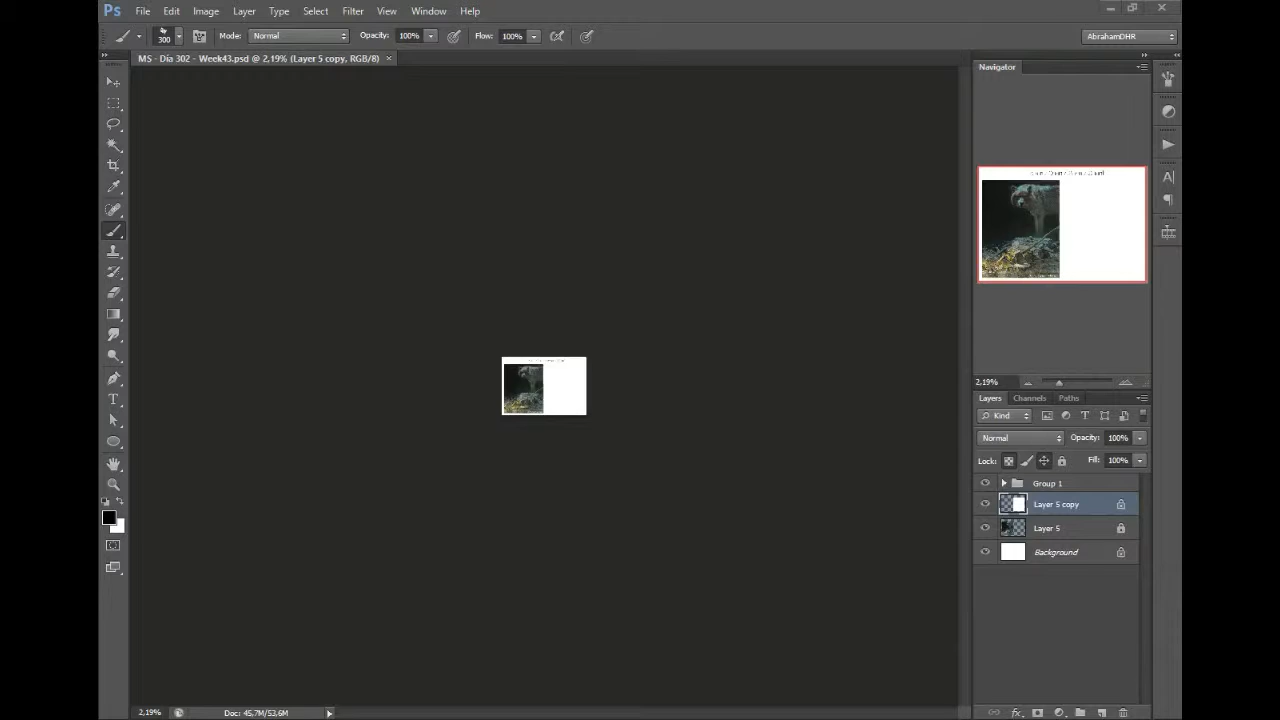 Ps File Edit Image Layer Type Select Filter View Window Help
300 Mode: Normal Opacity: 100% Flow: 100% AbrahamDHR
MS - Dia 302 - Week43.psd @ 2,19% (Layer 5 copy, RGB/8) ×
Navigator
2,19%
Layers Channels Paths
Kind
Normal Opacity: 100%
Lock: Fill: 100%
Group 1
Layer 5 copy
Layer 5
Background
2,19% Doc: 45,7M/53,6M